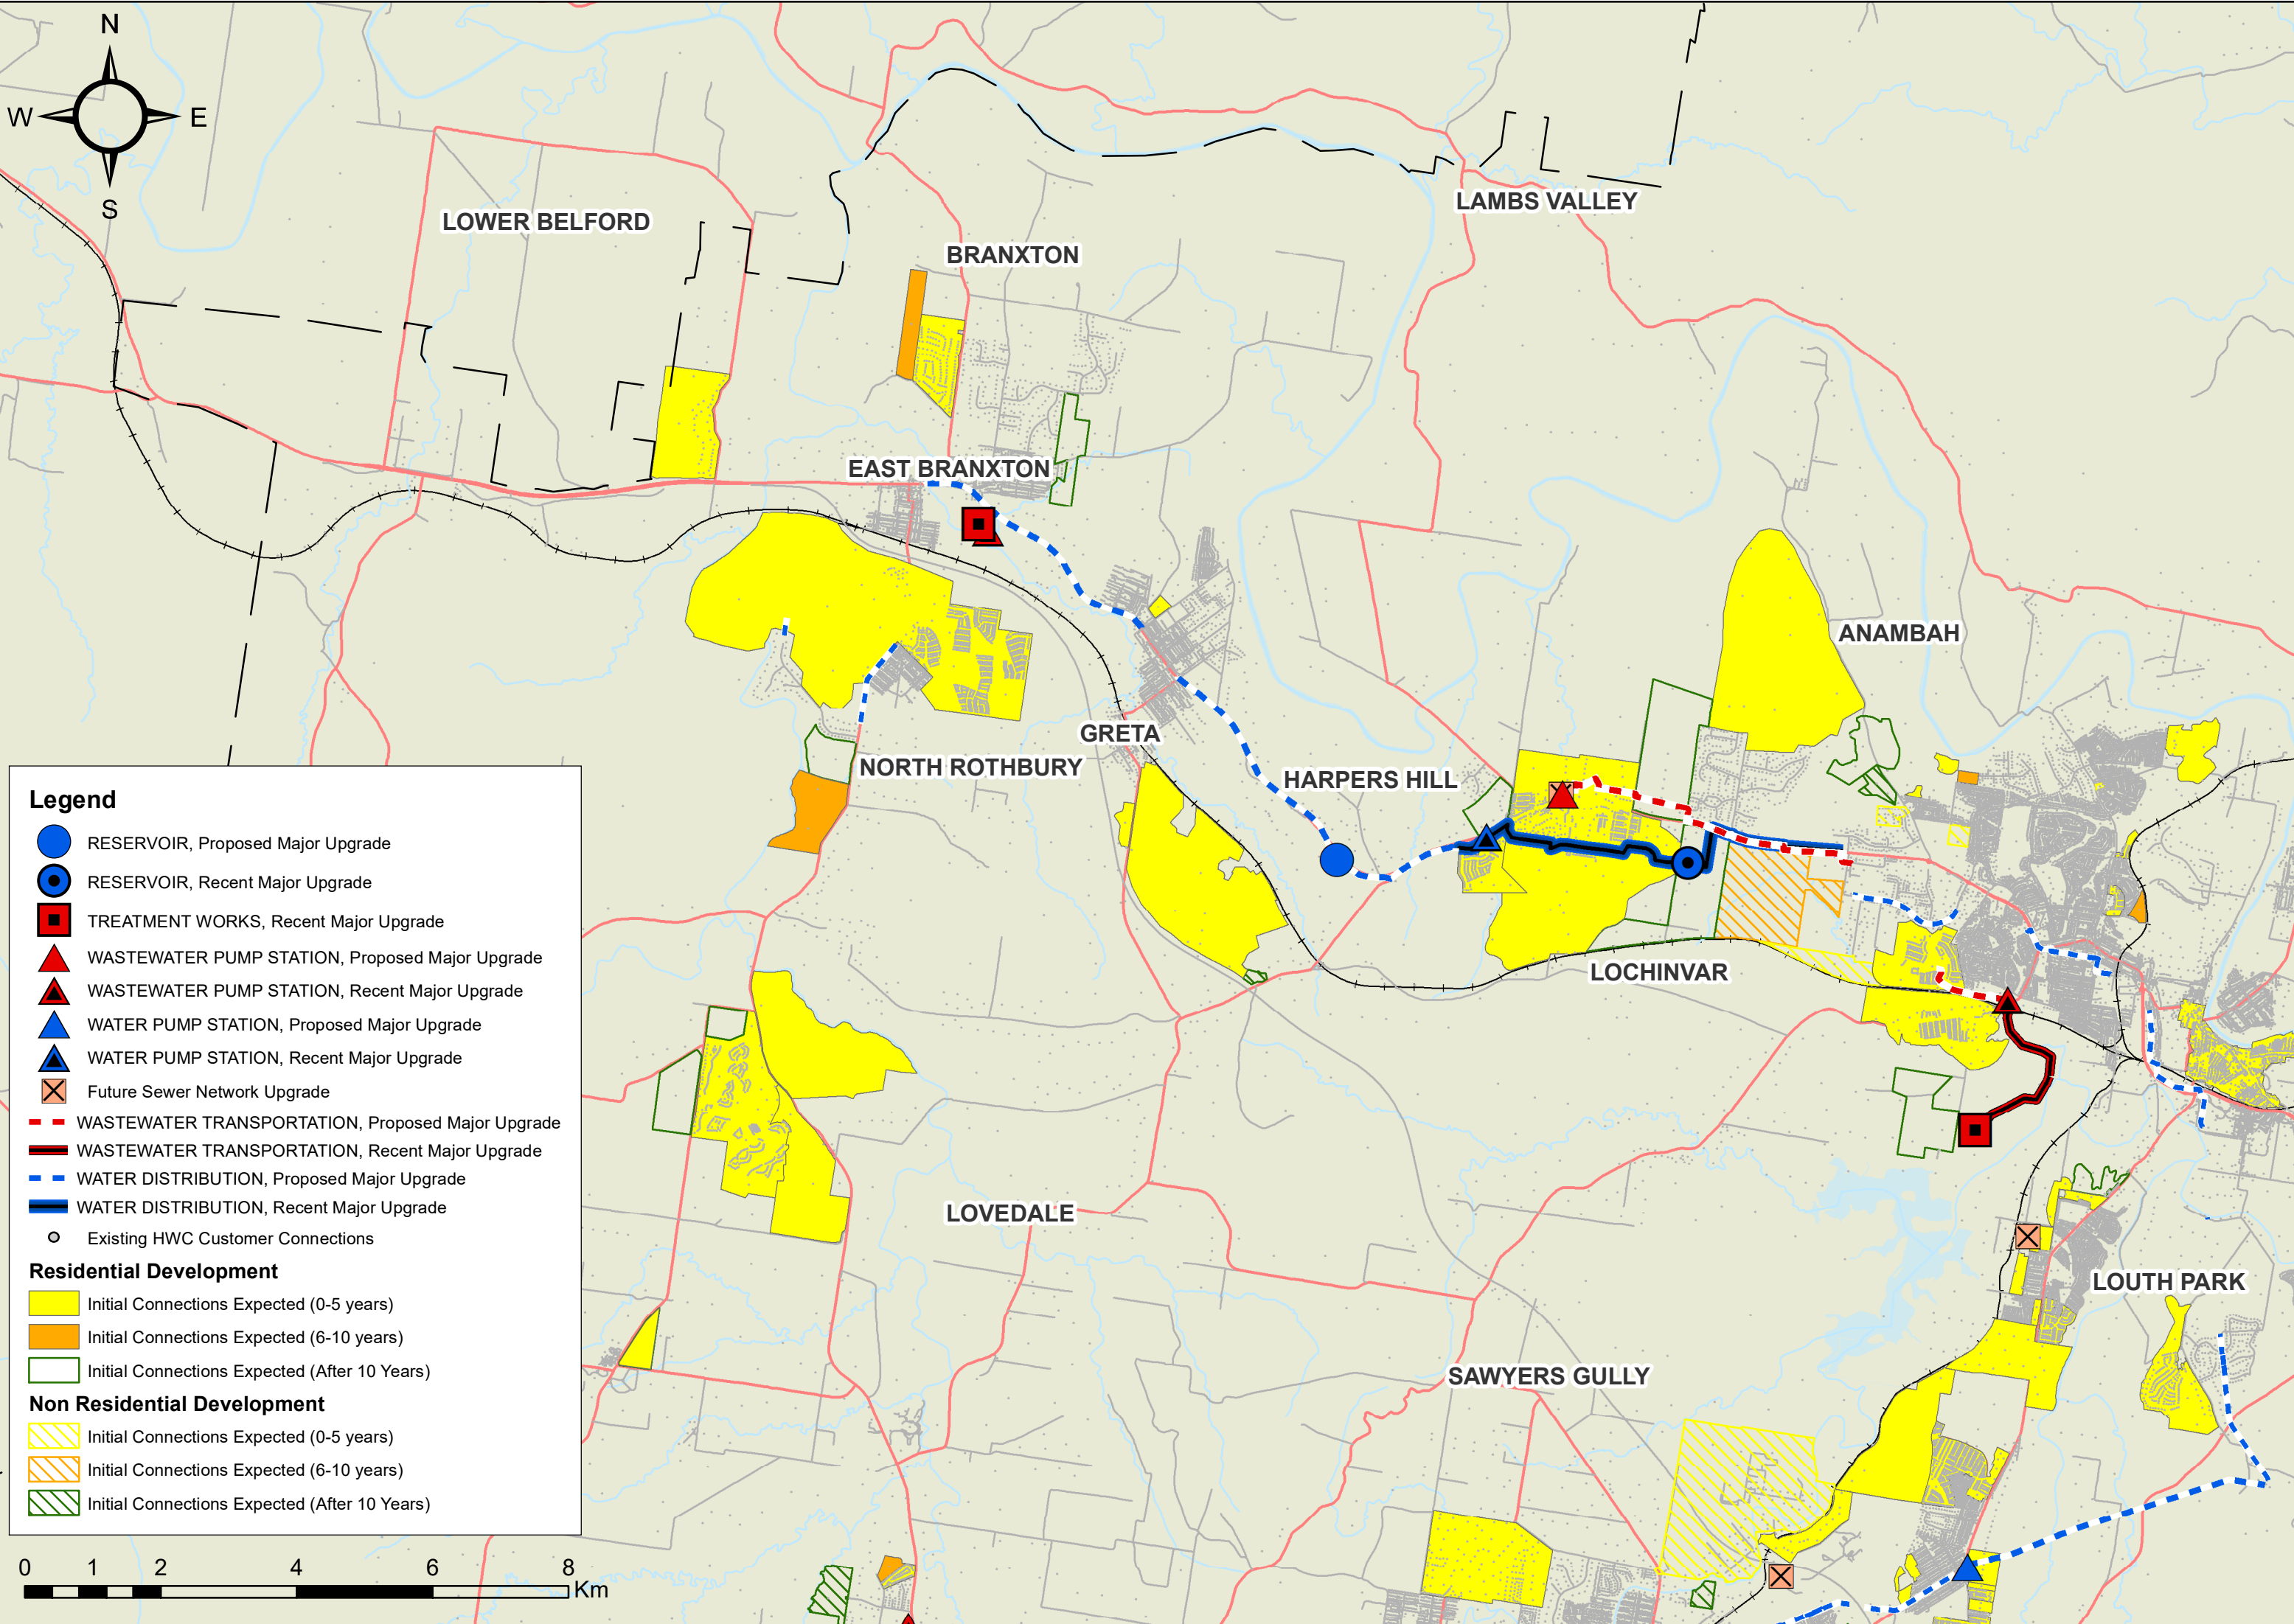 N
W E
S
LAMBS VALLEY
LOWER BELFORD
BRANXTON
EAST BRANXTON
ANAMBAH
GRETA
NORTH ROTHBURY
HARPERS HILL
LOCHINVAR
LOVEDALE
LOUTH PARK
SAWYERS GULLY
Legend
RESERVOIR, Proposed Major Upgrade
RESERVOIR, Recent Major Upgrade
TREATMENT WORKS, Recent Major Upgrade
WASTEWATER PUMP STATION, Proposed Major Upgrade
WASTEWATER PUMP STATION, Recent Major Upgrade
WATER PUMP STATION, Proposed Major Upgrade
WATER PUMP STATION, Recent Major Upgrade
Future Sewer Network Upgrade
WASTEWATER TRANSPORTATION, Proposed Major Upgrade
WASTEWATER TRANSPORTATION, Recent Major Upgrade
WATER DISTRIBUTION, Proposed Major Upgrade
WATER DISTRIBUTION, Recent Major Upgrade
Existing HWC Customer Connections
Residential Development
Initial Connections Expected (0-5 years)
Initial Connections Expected (6-10 years)
Initial Connections Expected (After 10 Years)
Non Residential Development
Initial Connections Expected (0-5 years)
Initial Connections Expected (6-10 years)
Initial Connections Expected (After 10 Years)
0 1 2 4 6 8
Km